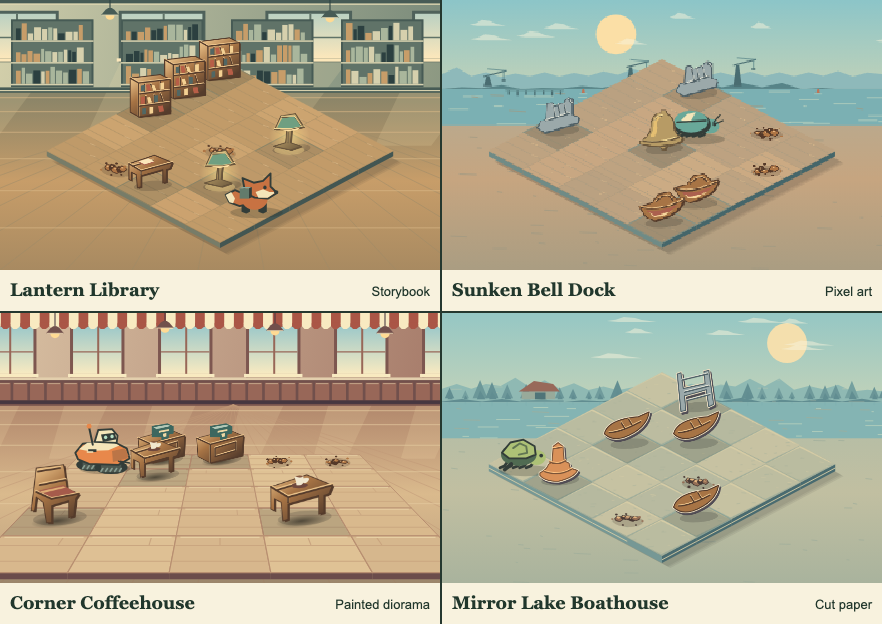 Lantern Library
Storybook
Sunken Bell Dock
Pixel art
Corner Coffeehouse
Painted diorama
Mirror Lake Boathouse
Cut paper